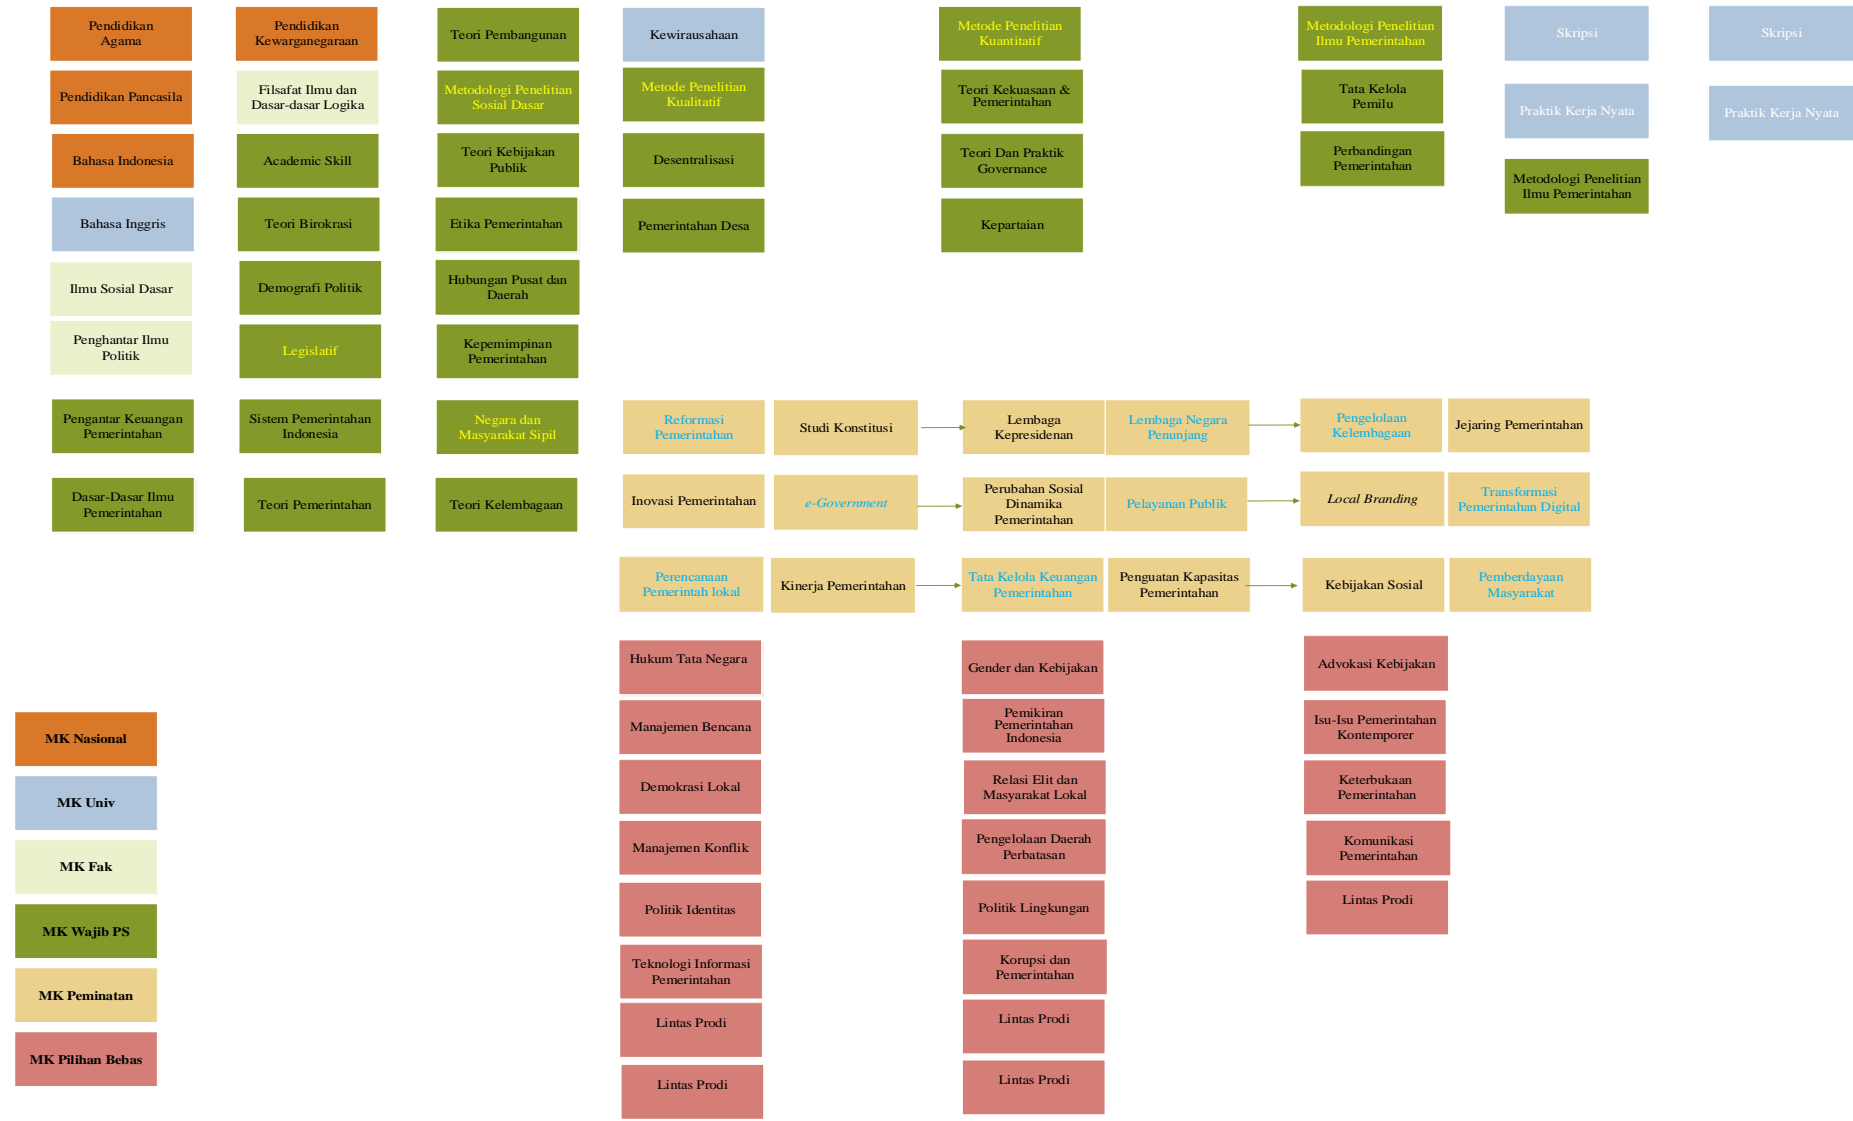 Pendidikan
Agama
Pendidikan Pancasila
Bahasa Indonesia
Bahasa Inggris
Ilmu Sosial Dasar
Penghantar Ilmu
Politik
Pengantar Keuangan
Pemerintahan
Dasar-Dasar Ilmu
Pemerintahan
Pendidikan
Kewarganegaraan
Filsafat Ilmu dan
Dasar-dasar Logika
Academic Skill
Teori Birokrasi
Demografi Politik
Legislatif
Sistem Pemerintahan
Indonesia
Teori Pemerintahan
Teori Pembangunan
Metodologi Penelitian
Sosial Dasar
Teori Kebijakan
Publik
Etika Pemerintahan
Hubungan Pusat dan
Daerah
Kepemimpinan
Pemerintahan
Negara dan
Masyarakat Sipil
Teori Kelembagaan
Kewirausahaan
Metode Penelitian
Kualitatif
Desentralisasi
Pemerintahan Desa
Metode Penelitian
Kuantitatif
Teori Kekuasaan &
Pemerintahan
Teori Dan Praktik
Governance
Kepartaian
Metodologi Penelitian
Ilmu Pemerintahan
Tata Kelola
Pemilu
Perbandingan
Pemerintahan
Skripsi
Praktik Kerja Nyata
Metodologi Penelitian
Ilmu Pemerintahan
Skripsi
Praktik Kerja Nyata
Reformasi
Pemerintahan
Studi Konstitusi
Lembaga
Kepresidenan
Lembaga Negara
Penunjang
Pengelolaan
Kelembagaan
Jejaring Pemerintahan
Inovasi Pemerintahan
e-Government
Perubahan Sosial
Dinamika
Pemerintahan
Pelayanan Publik
Local Branding
Transformasi
Pemerintahan Digital
Perencanaan
Pemerintah lokal
Kinerja Pemerintahan
Tata Kelola Keuangan
Pemerintahan
Penguatan Kapasitas
Pemerintahan
Kebijakan Sosial
Pemberdayaan
Masyarakat
Hukum Tata Negara
Manajemen Bencana
Demokrasi Lokal
Manajemen Konflik
Politik Identitas
Teknologi Informasi
Pemerintahan
Lintas Prodi
Lintas Prodi
Gender dan Kebijakan
Pemikiran
Pemerintahan
Indonesia
Relasi Elit dan
Masyarakat Lokal
Pengelolaan Daerah
Perbatasan
Politik Lingkungan
Korupsi dan
Pemerintahan
Lintas Prodi
Lintas Prodi
Advokasi Kebijakan
Isu-Isu Pemerintahan
Kontemporer
Keterbukaan
Pemerintahan
Komunikasi
Pemerintahan
Lintas Prodi
MK Nasional
MK Univ
MK Fak
MK Wajib PS
MK Peminatan
MK Pilihan Bebas